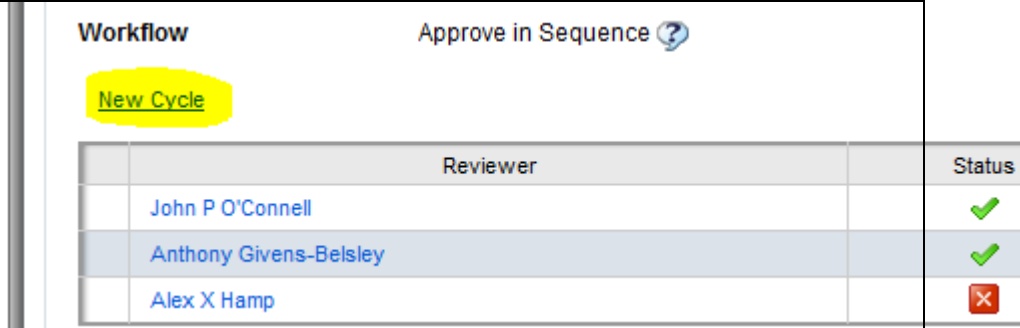 Workflow Approve in Sequence
New Cycle
Reviewer Status
John P O'Connell
Anthony Givens-Belsley
Alex X Hamp